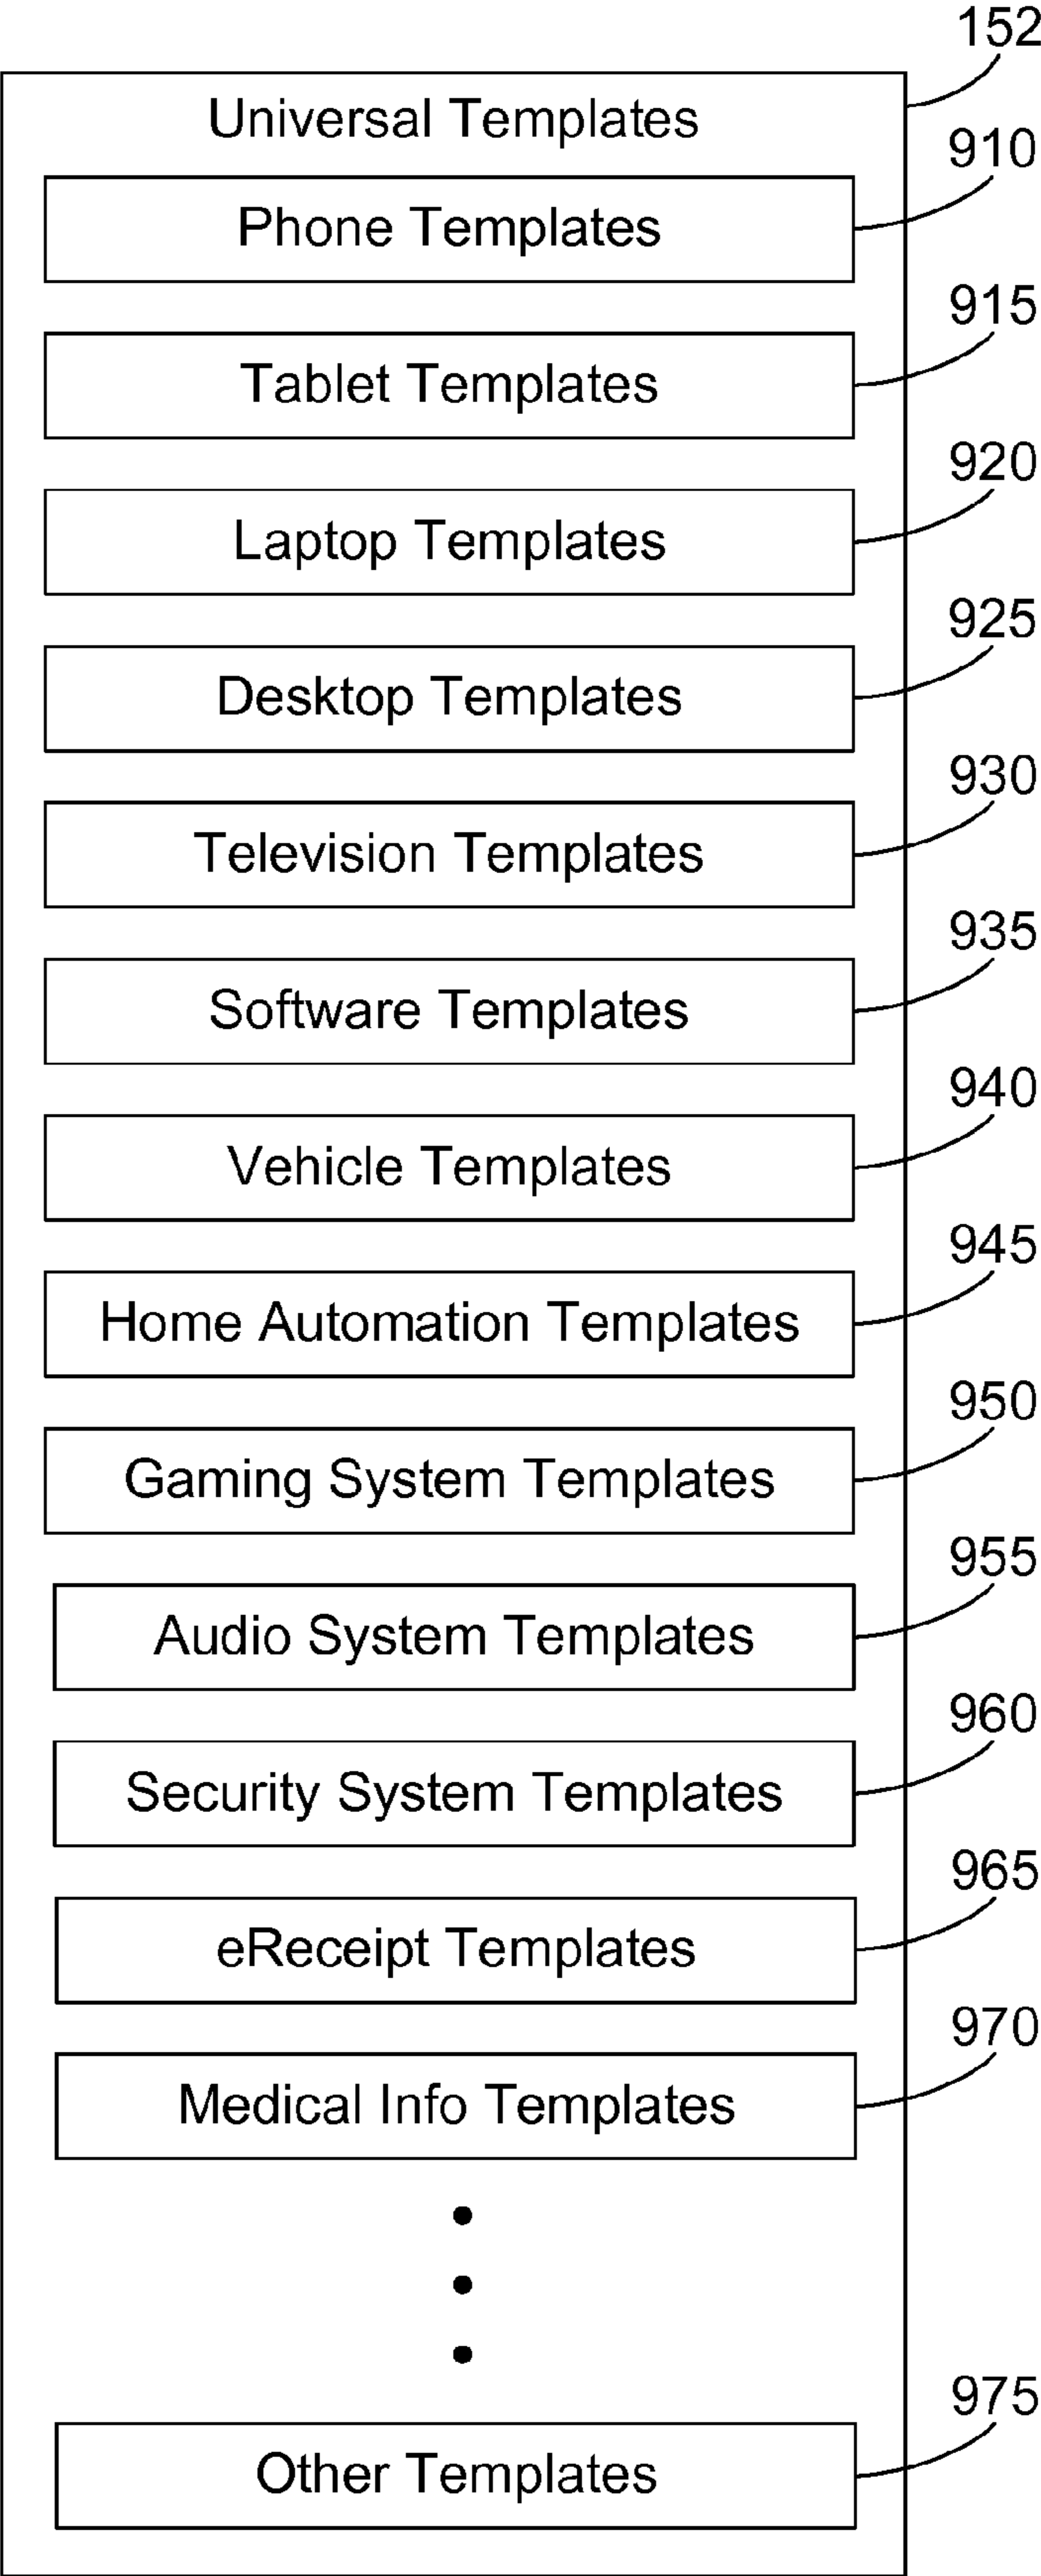 152
Universal Templates
910
Phone Templates
915
Tablet Templates
920
Laptop Templates
925
Desktop Templates
930
Television Templates
935
Software Templates
940
Vehicle Templates
945
Home Automation Templates
950
Gaming System Templates
955
Audio System Templates
960
Security System Templates
965
eReceipt Templates
970
Medical Info Templates
975
Other Templates